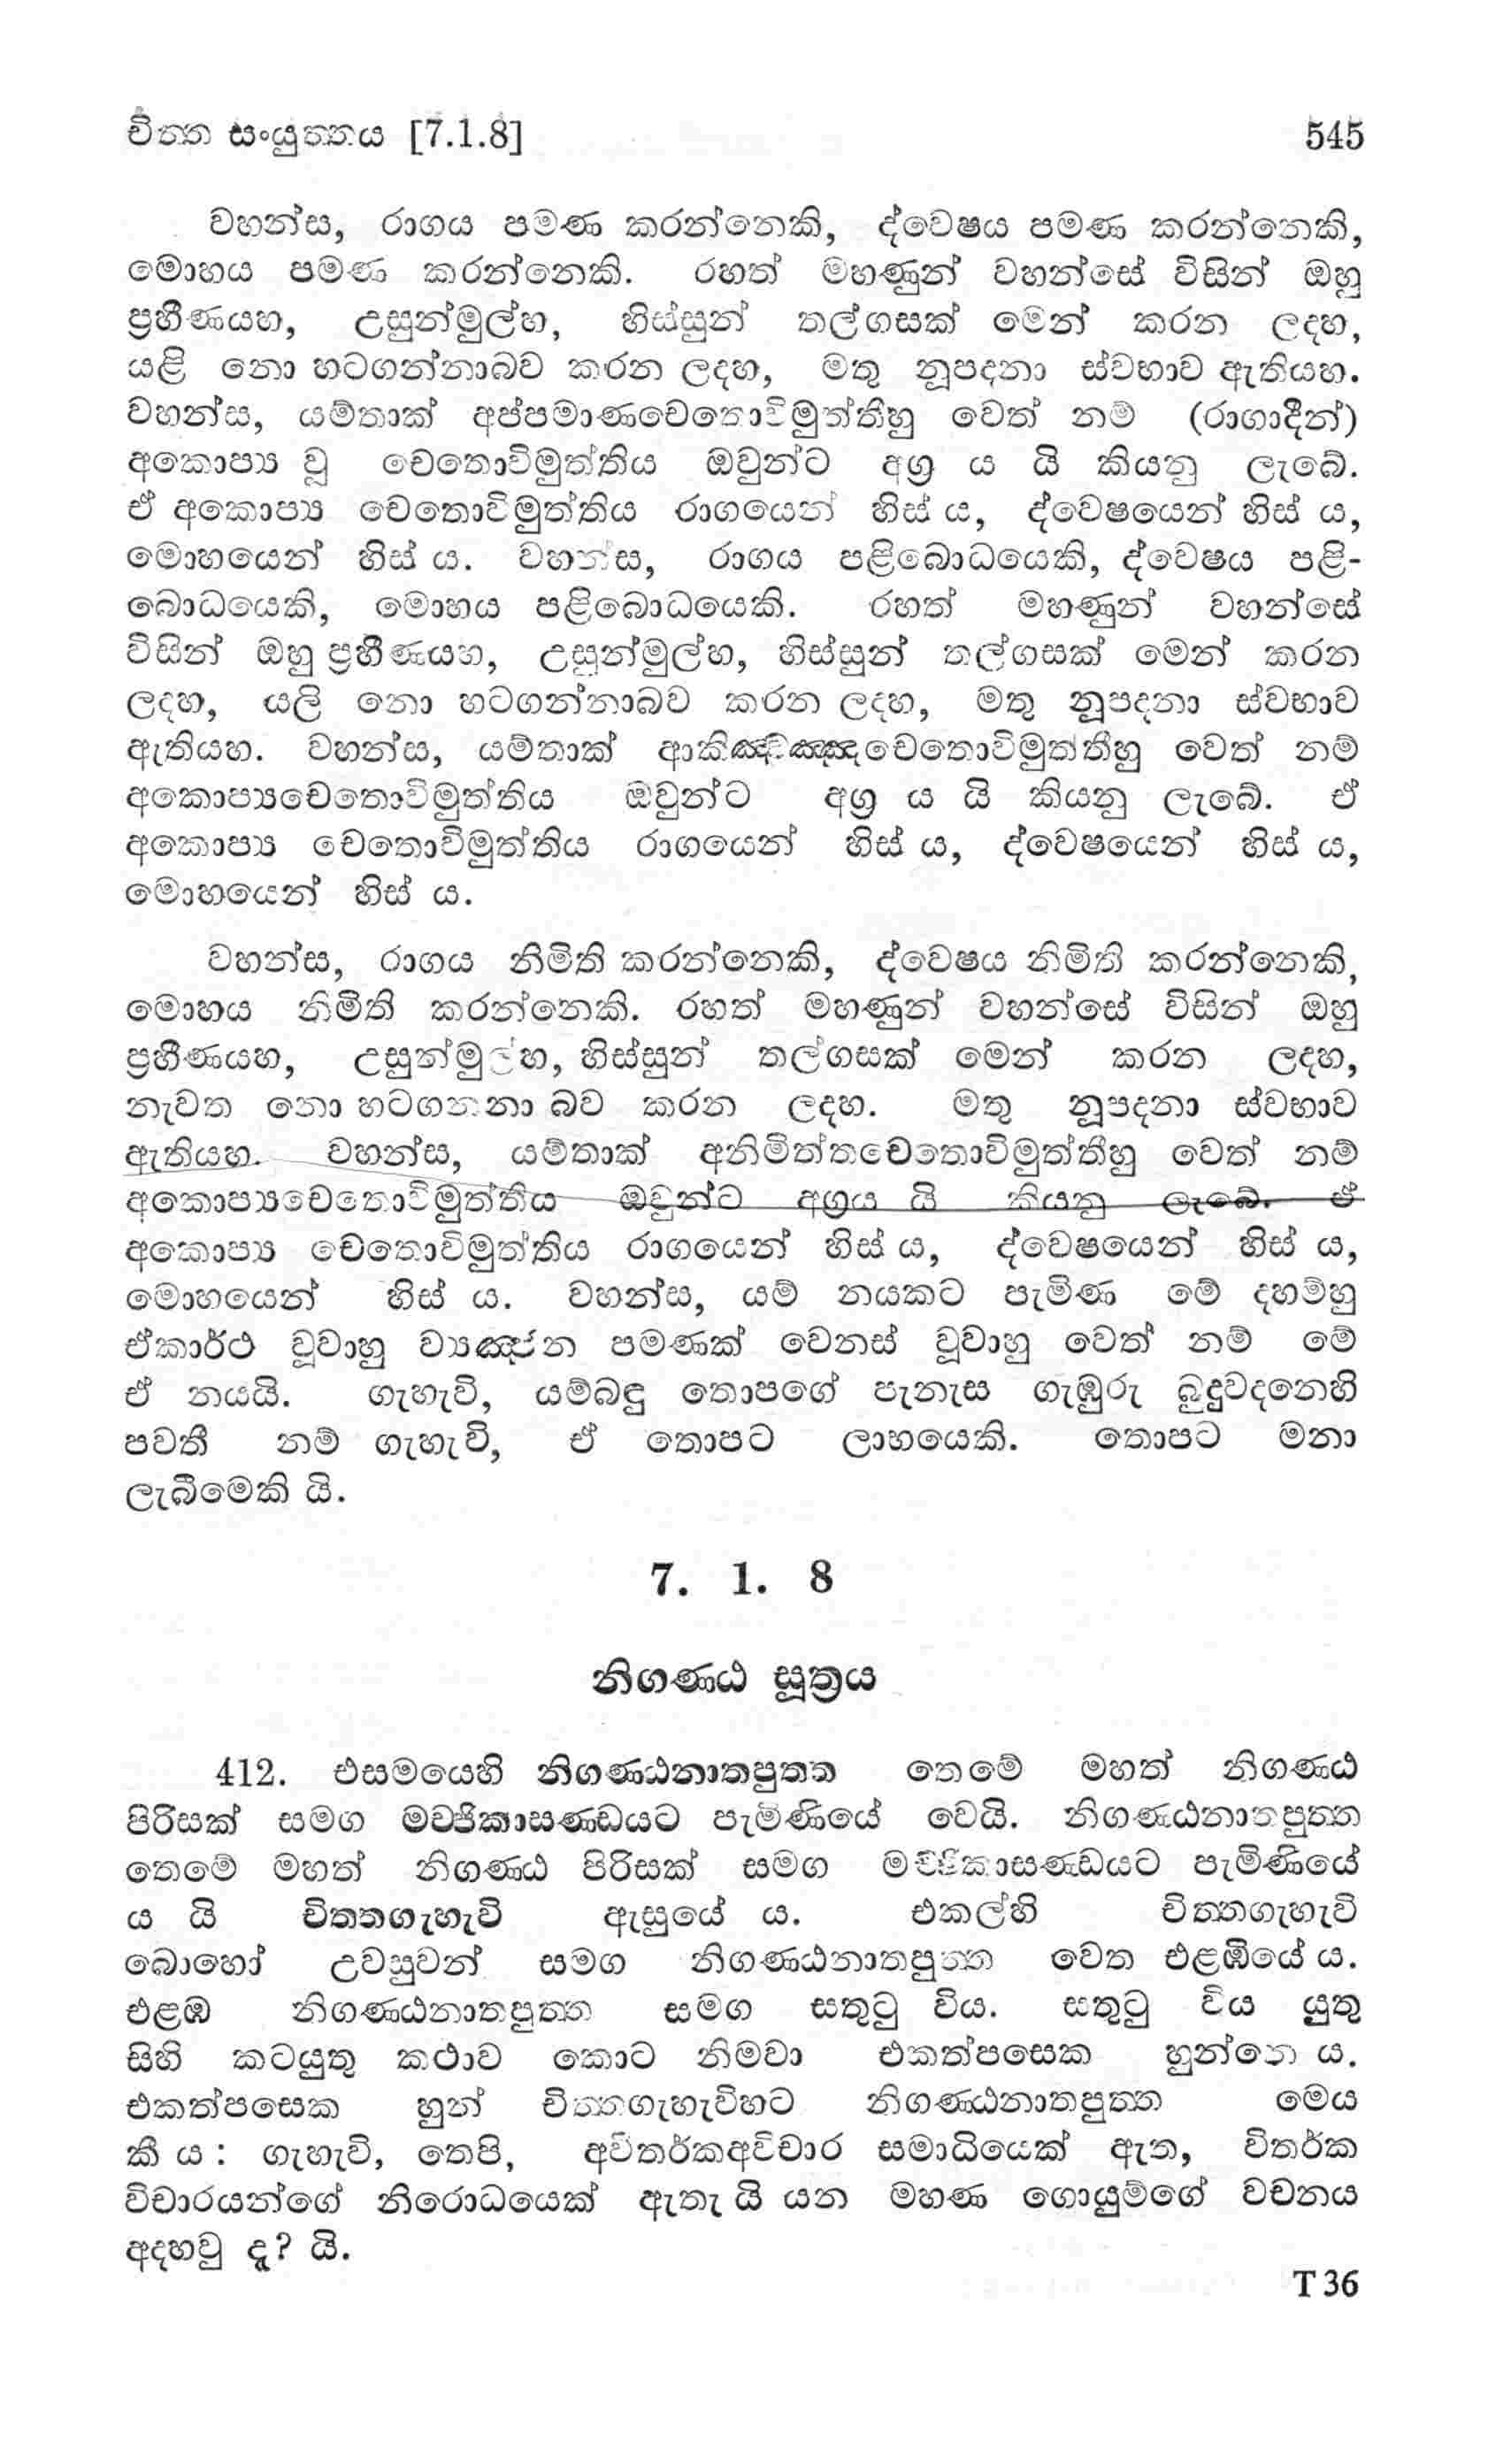 චිත්ත සංයුත්තය [7.1.8] 545
වහන්ස, රාගය පමණ කරන්නෙකි, ද්වෙෂය පමණ කරන්නෙකි,
මොහය පමණ කරන්නෙකි. රහත් මහණුන් වහන්සේ විසින් ඔහු
ප්‍රහීණයහ, උසුන්මුල්හ, හිස්සුන් තල්ගසක් මෙන් කරන ලදහ,
යළි නො හටගන්නාබව කරන ලදහ, මතු නූපදනා ස්වභාව ඇතියහ.
වහන්ස, යම්තාක් අප්පමාණචෙතොවිමුත්තීහු වෙත් නම් (රාගාදීන්)
අකොප්‍ය වූ චෙතොවිමුත්තිය ඔවුන්ට අග්‍ර ය යි කියනු ලැබේ.
ඒ අකොප්‍ය චෙතොවිමුත්තිය රාගයෙන් හිස් ය, ද්වෙෂයෙන් හිස් ය,
මොහයෙන් හිස් ය. වහන්ස, රාගය පළිබොධයෙකි, ද්වෙෂය පළි-
බොධයෙකි, මොහය පළිබොධයෙකි. රහත් මහණුන් වහන්සේ
විසින් ඔහු ප්‍රහීණයහ, උසුන්මුල්හ, හිස්සුන් තල්ගසක් මෙන් කරන
ලදහ, යලි නො හටගන්නාබව කරන ලදහ, මතු නූපදනා ස්වභාව
ඇතියහ. වහන්ස, යම්තාක් ආකිඤ්චඤ්ඤචෙතොවිමුත්තීහු වෙත් නම්
අකොප්‍යචෙතොවිමුත්තිය ඔවුන්ට අග්‍ර ය යි කියනු ලැබේ. ඒ
අකොප්‍ය චෙතොවිමුත්තිය රාගයෙන් හිස් ය, ද්වෙෂයෙන් හිස් ය,
මොහයෙන් හිස් ය.
වහන්ස, රාගය නිමිති කරන්නෙකි, ද්වෙෂය නිමිති කරන්නෙකි,
මොහය නිමිති කරන්නෙකි. රහත් මහණුන් වහන්සේ විසින් ඔහු
ප්‍රහීණයහ, උසුන්මුල්හ, හිස්සුන් තල්ගසක් මෙන් කරන ලදහ,
නැවත නො හටගන්නා බව කරන ලදහ. මතු නූපදනා ස්වභාව
ඇතියහ. වහන්ස, යම්තාක් අනිමිත්තචෙතොවිමුත්තීහු වෙත් නම්
අකොප්‍යචෙතොවිමුත්තිය ඔවුන්ට අග්‍රය යි කියනු ලැබේ. ඒ
අකොප්‍ය චෙතොවිමුත්තිය රාගයෙන් හිස් ය, ද්වෙෂයෙන් හිස් ය,
මොහයෙන් හිස් ය. වහන්ස, යම් නයකට පැමිණ මේ දහම්හු
ඒකාර්ථ වූවාහු ව්‍යඤ්ජන පමණක් වෙනස් වූවාහු වෙත් නම් මේ
ඒ නයයි. ගැහැවි, යම්බඳු තොපගේ පැනැස ගැඹුරු බුදුවදනෙහි
පවතී නම් ගැහැවි, ඒ තොපට ලාභයෙකි. තොපට මනා
ලැබීමෙකි යි.
7. 1. 8
නිගණ්ඨ සූත්‍රය
412. එසමයෙහි නිගණ්ඨනාතපුත්ත තෙමේ මහත් නිගණ්ඨ
පිරිසක් සමග මච්ඡිකාසණ්ඩයට පැමිණියේ වෙයි. නිගණ්ඨනාතපුත්ත
තෙමේ මහත් නිගණ්ඨ පිරිසක් සමග මච්ඡිකාසණ්ඩයට පැමිණියේ
ය යි චිත්තගැහැවි ඇසුයේ ය. එකල්හි චිත්තගැහැවි
බොහෝ උවසුවන් සමග නිගණ්ඨනාතපුත්ත වෙත එළඹියේ ය.
එළඹ නිගණ්ඨනාතපුත්ත සමග සතුටු විය. සතුටු විය යුතු
සිහි කටයුතු කථාව කොට නිමවා එකත්පසෙක හුන්නෙ ය.
එකත්පසෙක හුන් චිත්තගැහැවිහට නිගණ්ඨනාතපුත්ත මෙය
කී ය : ගැහැවි, තෙපි, අවිතර්කඅවිචාර සමාධියෙක් ඇත, විතර්ක
විචාරයන්ගේ නිරොධයෙක් ඇතැ යි යන මහණ ගොයුම්ගේ වචනය
අදහවු දැ? යි.
T 36